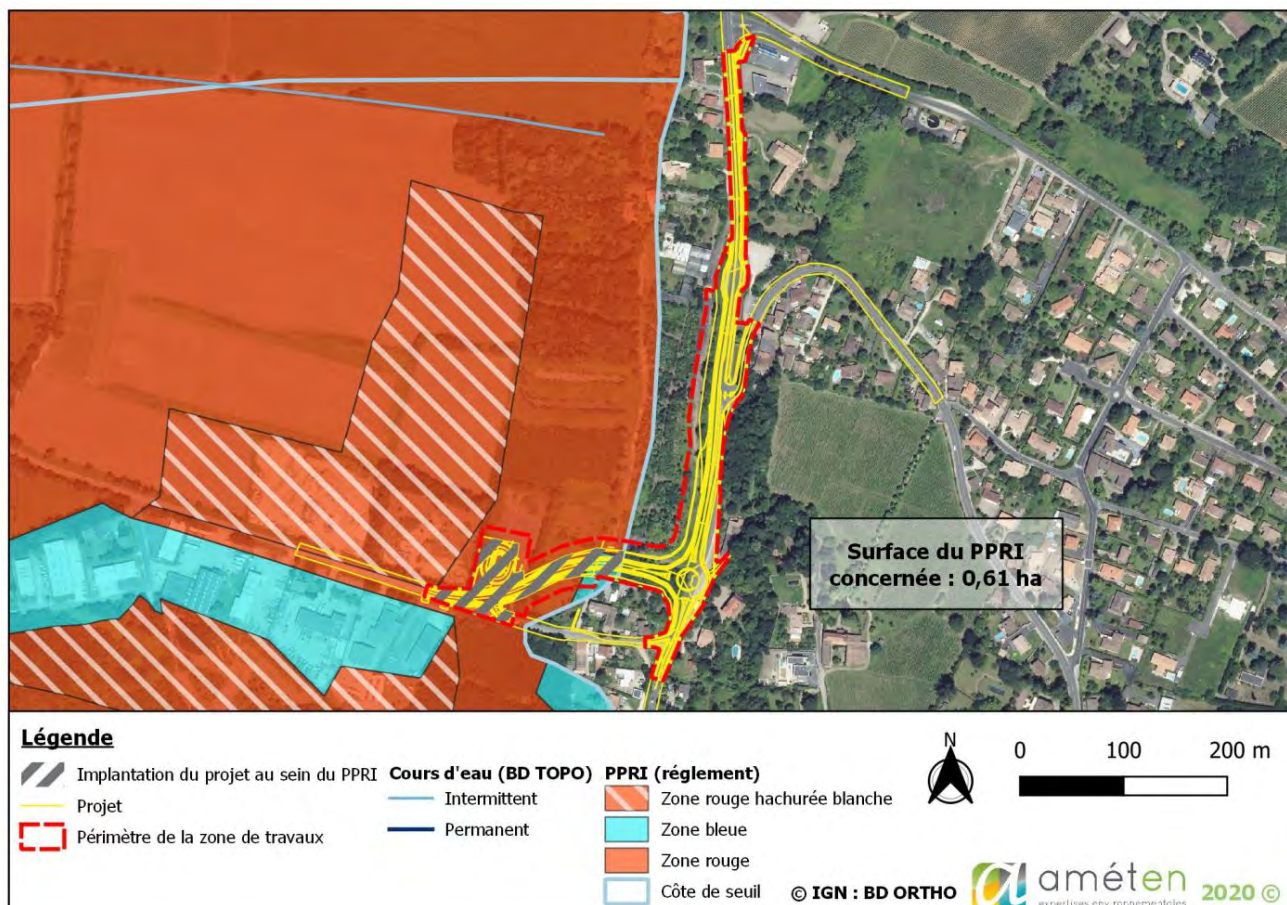 Surface du PPRI
concernée : 0,61 ha
Légende
Implantation du projet au sein du PPRI
Projet
Périmètre de la zone de travaux
Cours d'eau (BD TOPO)
Intermittent
Permanent
PPRI (réglement)
Zone rouge hachurée blanche
Zone bleue
Zone rouge
Côte de seuil
N
0 100 200 m
© IGN : BD ORTHO
a améten
expertises environnementales
2020 ©